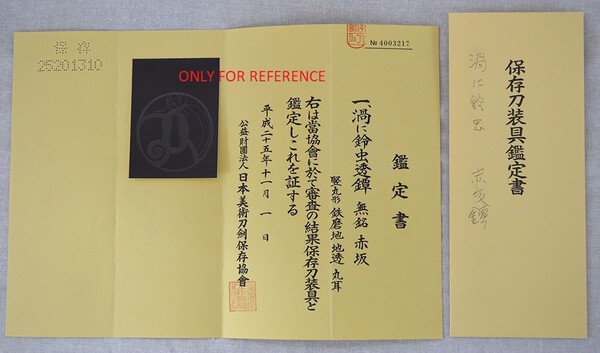 保存
25201310
ONLY FOR REFERENCE
№ 4003217
鑑定書
一、渦に鈴虫透鐔 無銘 赤坂
竪丸形 鉄磨地 地透 丸耳
右は當協會に於て審査の結果保存刀装具と
鑑定しこれを証する
平成二十五年十一月一日
公益財團法人 日本美術刀劍保存協會
保存刀装具鑑定書
渦に鈴虫 赤坂鐔